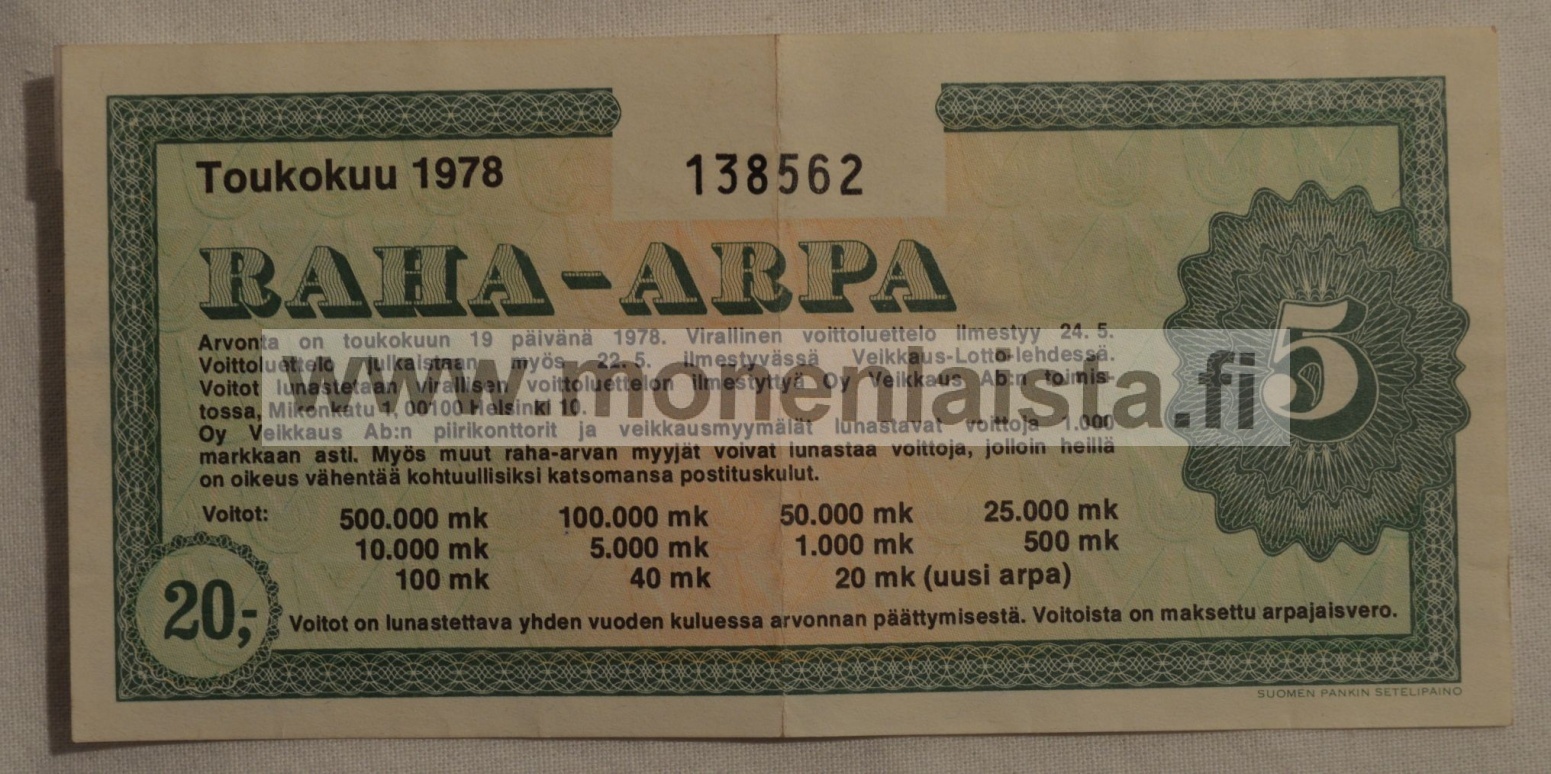 Toukokuu 1978
138562
RAHA-ARPA
Arvonta on toukokuun 19 päivänä 1978. Virallinen voittoluettelo ilmestyy 24. 5.
Voittoluettelo julkaistaan myös 22. 5. ilmestyvässä Veikkaus-Lotto-lehdessä.
Voitot lunastetaan virallisen voittoluettelon ilmestyttyä Oy Veikkaus Ab:n toimis-
tossa, Mikonkatu 1, 00100 Helsinki 10.
Oy Veikkaus Ab:n piirikonttorit ja veikkausmyymälät lunastavat voittoja 1.000
markkaan asti. Myös muut raha-arvan myyjät voivat lunastaa voittoja, jolloin heillä
on oikeus vähentää kohtuullisiksi katsomansa postituskulut.
www.monenlaista.fi
5
Voitot: 500.000 mk 100.000 mk 50.000 mk 25.000 mk
10.000 mk 5.000 mk 1.000 mk 500 mk
100 mk 40 mk 20 mk (uusi arpa)
20,-
Voitot on lunastettava yhden vuoden kuluessa arvonnan päättymisestä. Voitoista on maksettu arpajaisvero.
SUOMEN PANKIN SETELIPAINO